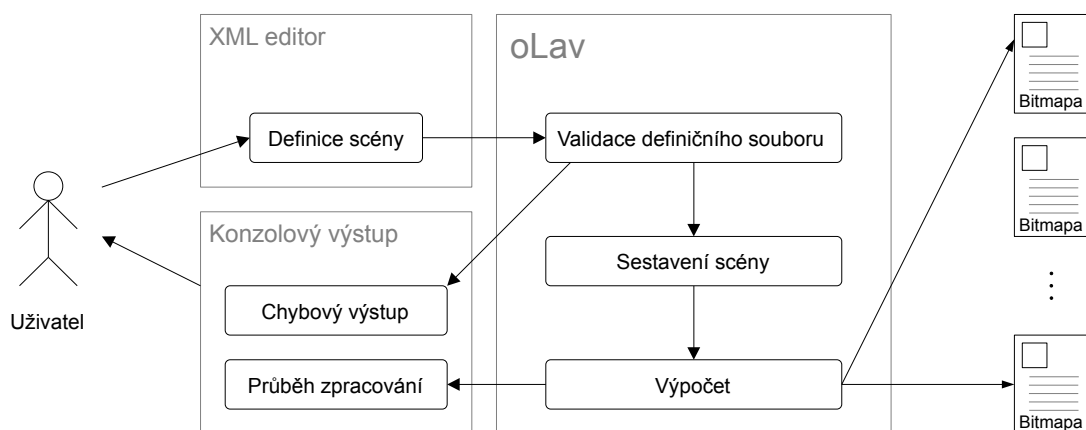 XML editor
oLav
Bitmapa
Definice scény
Validace definičního souboru
Bitmapa
Konzolový výstup
Sestavení scény
Chybový výstup
Uživatel
Průběh zpracování
Výpočet
Bitmapa